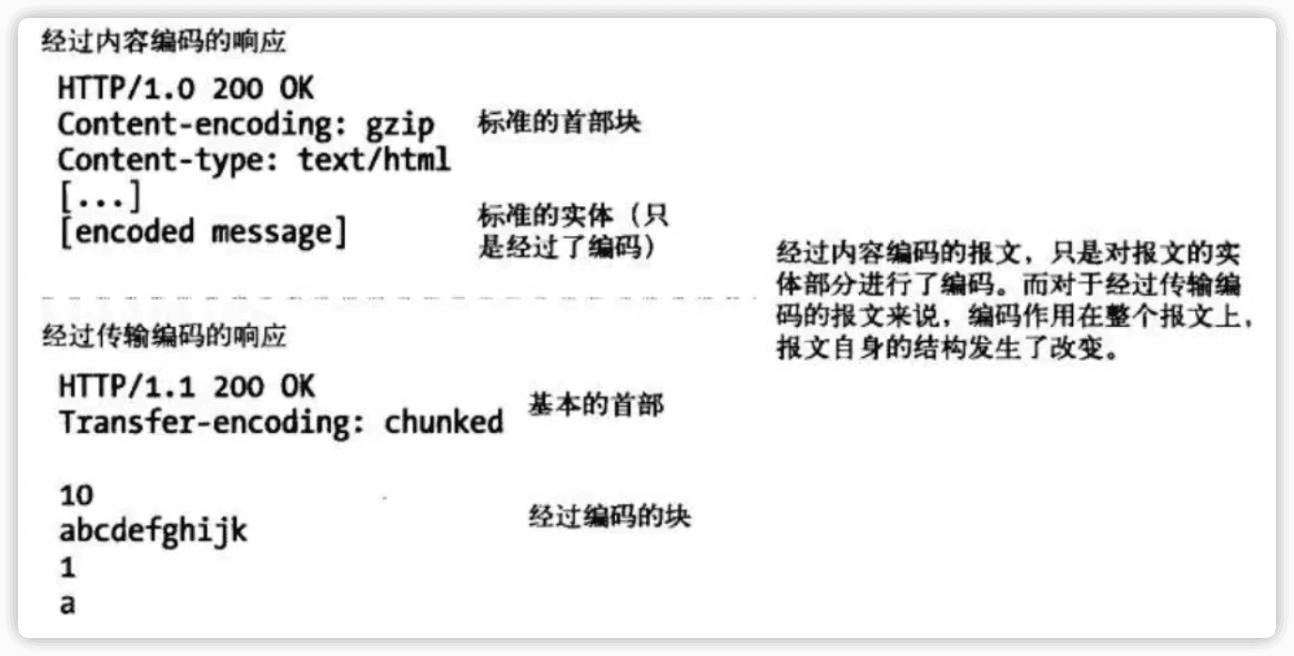 经过内容编码的响应
HTTP/1.0 200 OK
Content-encoding: gzip
标准的首部块
Content-type: text/html
[...]
[encoded message]
标准的实体（只
是经过了编码）
经过内容编码的报文，只是对报文的实
体部分进行了编码。而对于经过传输编
码的报文来说，编码作用在整个报文上，
报文自身的结构发生了改变。
经过传输编码的响应
HTTP/1.1 200 OK
Transfer-encoding: chunked
基本的首部
10
abcdefghijk
经过编码的块
1
a